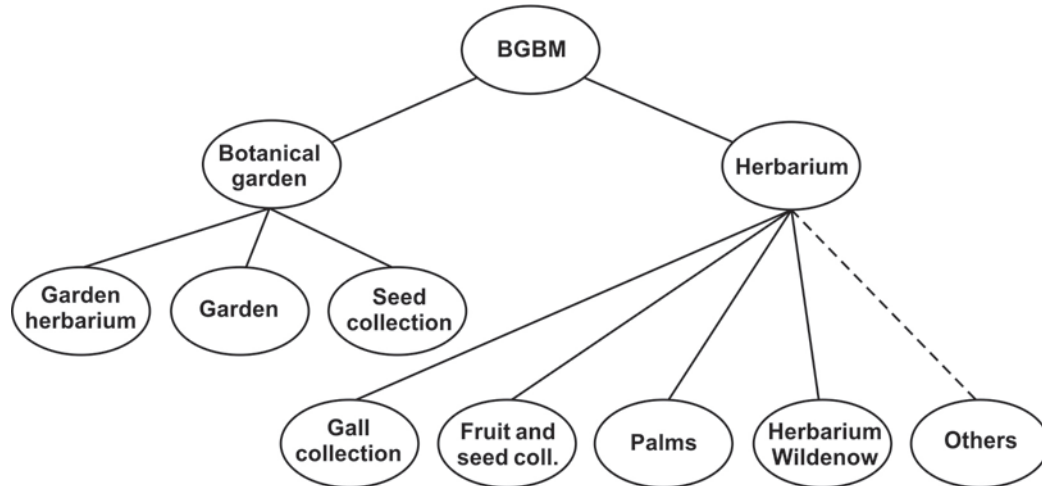 BGBM
Botanical
garden
Herbarium
Garden
herbarium
Garden
Seed
collection
Gall
collection
Fruit and
seed coll.
Palms
Herbarium
Wildenow
Others